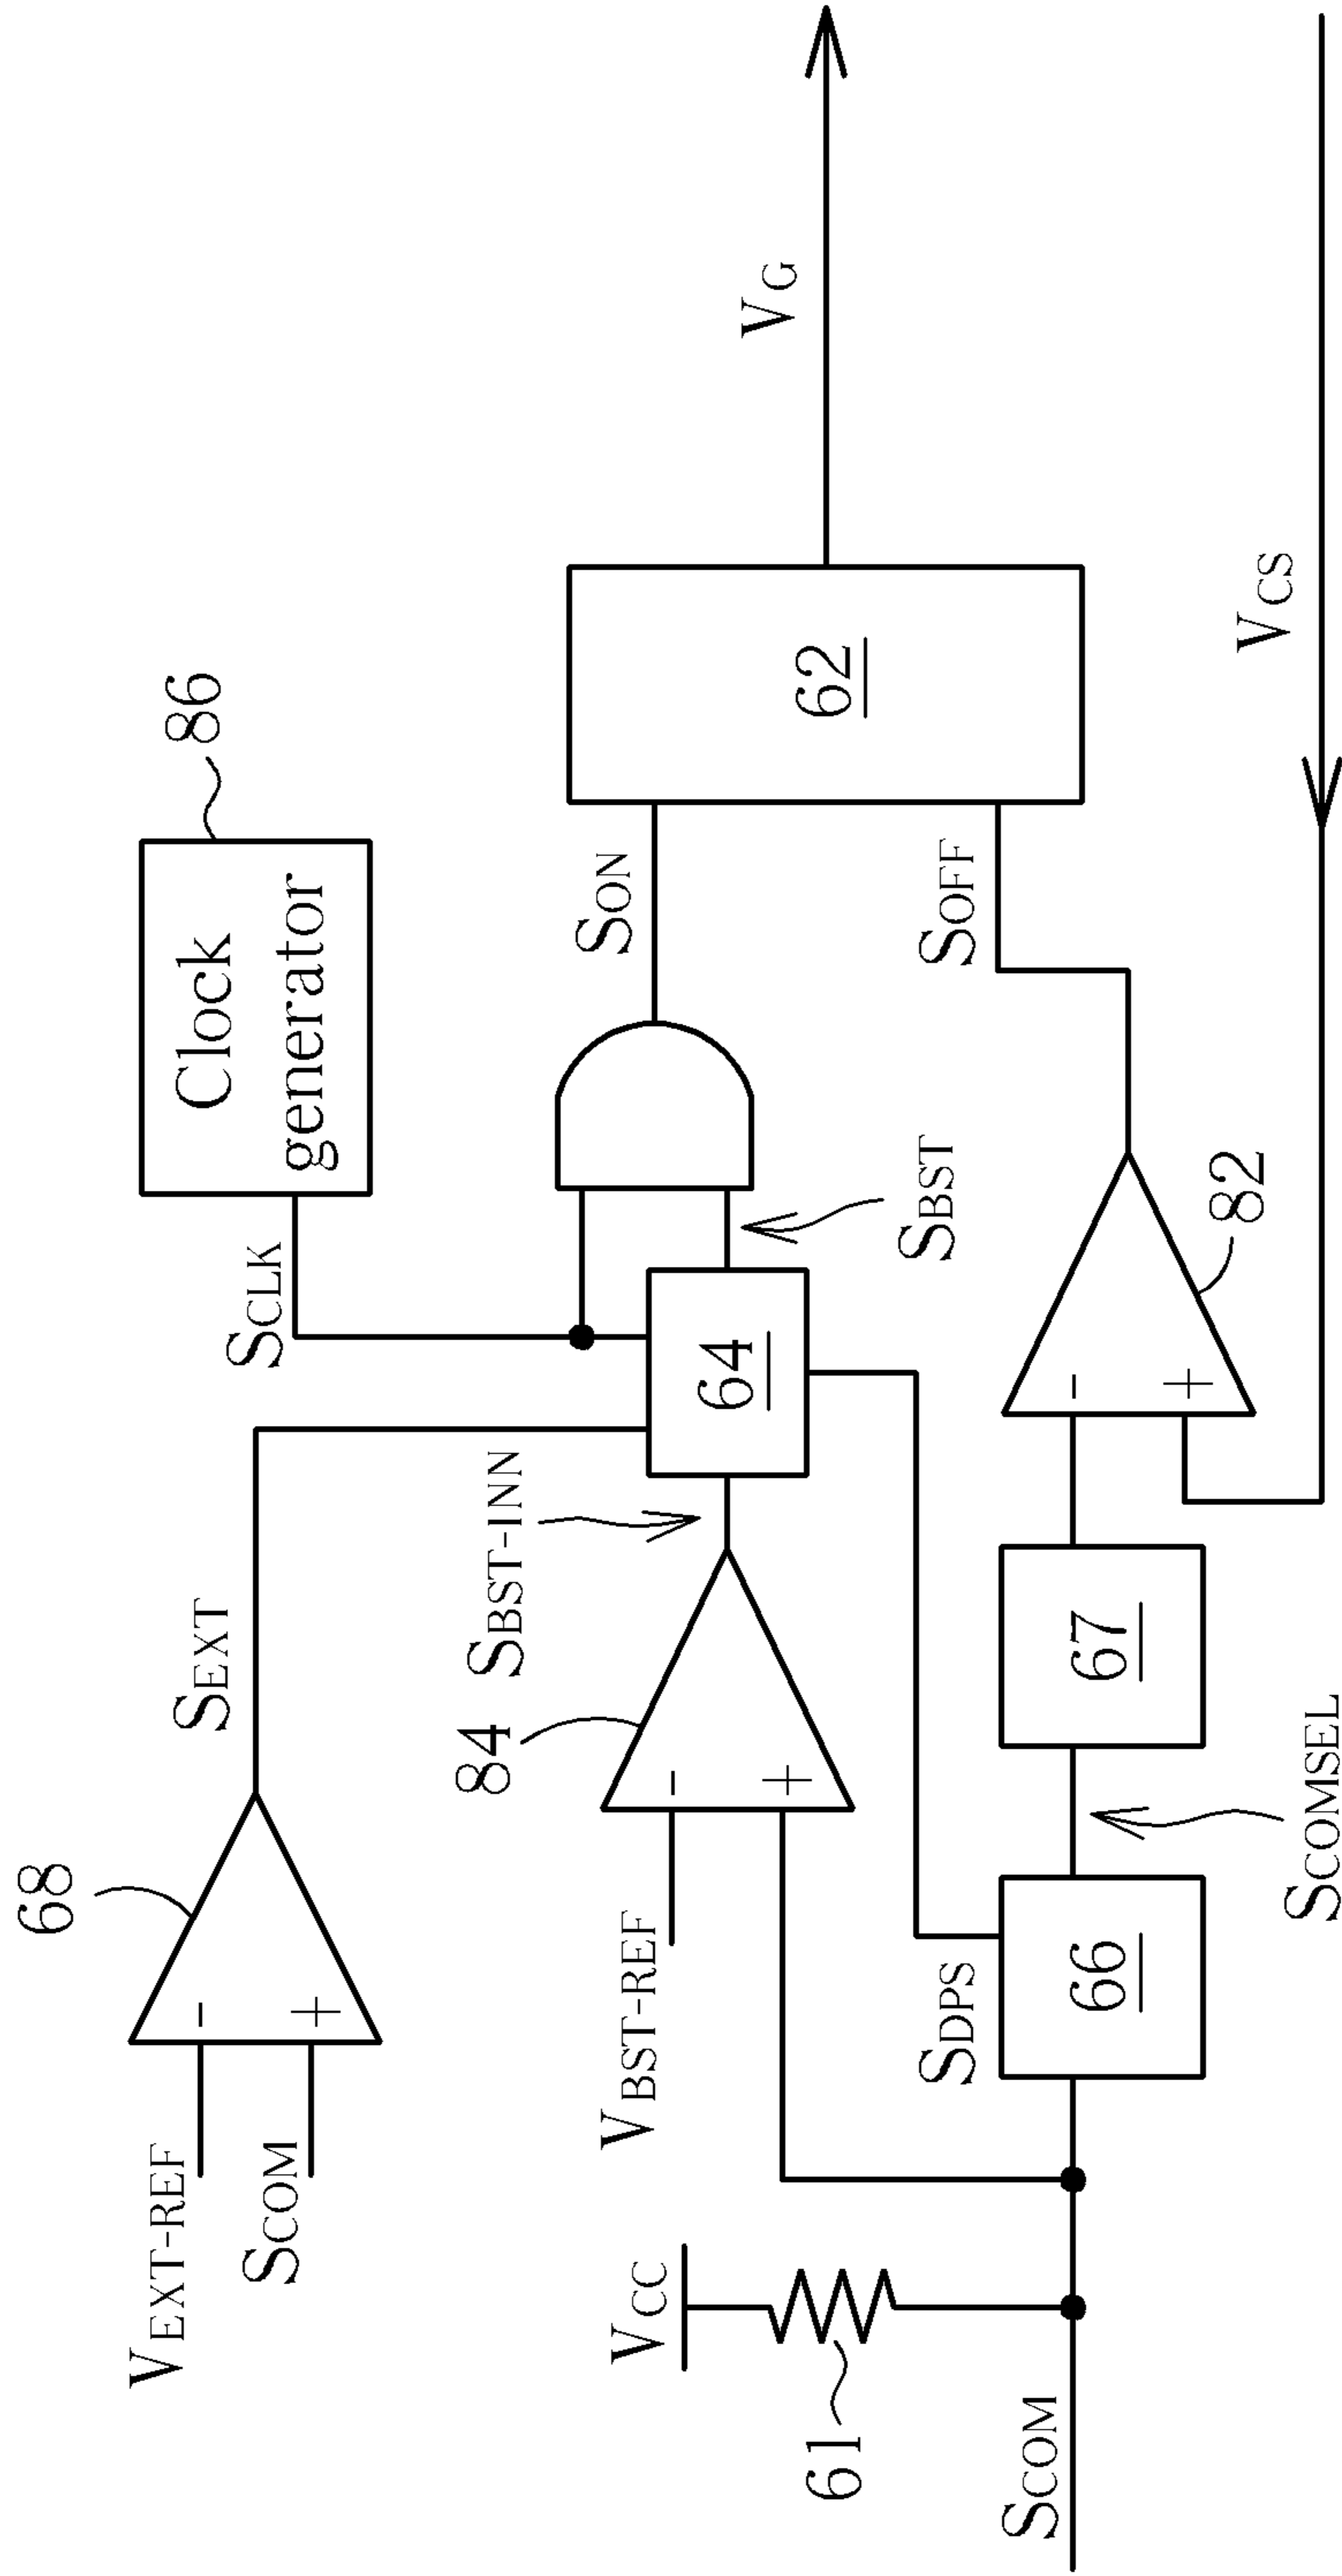 68
VEXT-REF
-
SCOM
+
SEXT
Clock
generator
86
SCLK
84
VBST-REF
-
+
SBST-INN
64
SBST
SON
62
VG
VCC
61
SCOM
SDPS
66
SCOMSEL
67
-
+
82
SOFF
VCS